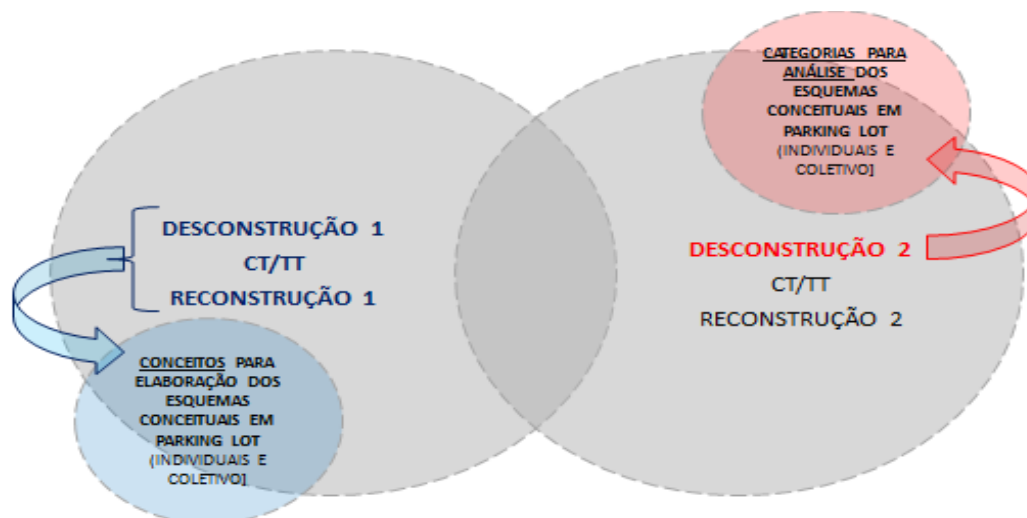 CATEGORIAS PARA
ANÁLISE DOS
ESQUEMAS
CONCEITUAIS EM
PARKING LOT
(INDIVIDUAIS E
COLETIVO]
DESCONSTRUÇÃO 1
CT/TT
RECONSTRUÇÃO 1
DESCONSTRUÇÃO 2
CT/TT
RECONSTRUÇÃO 2
CONCEITOS PARA
ELABORAÇÃO DOS
ESQUEMAS
CONCEITUAIS EM
PARKING LOT
(INDIVIDUAIS E
COLETIVO]